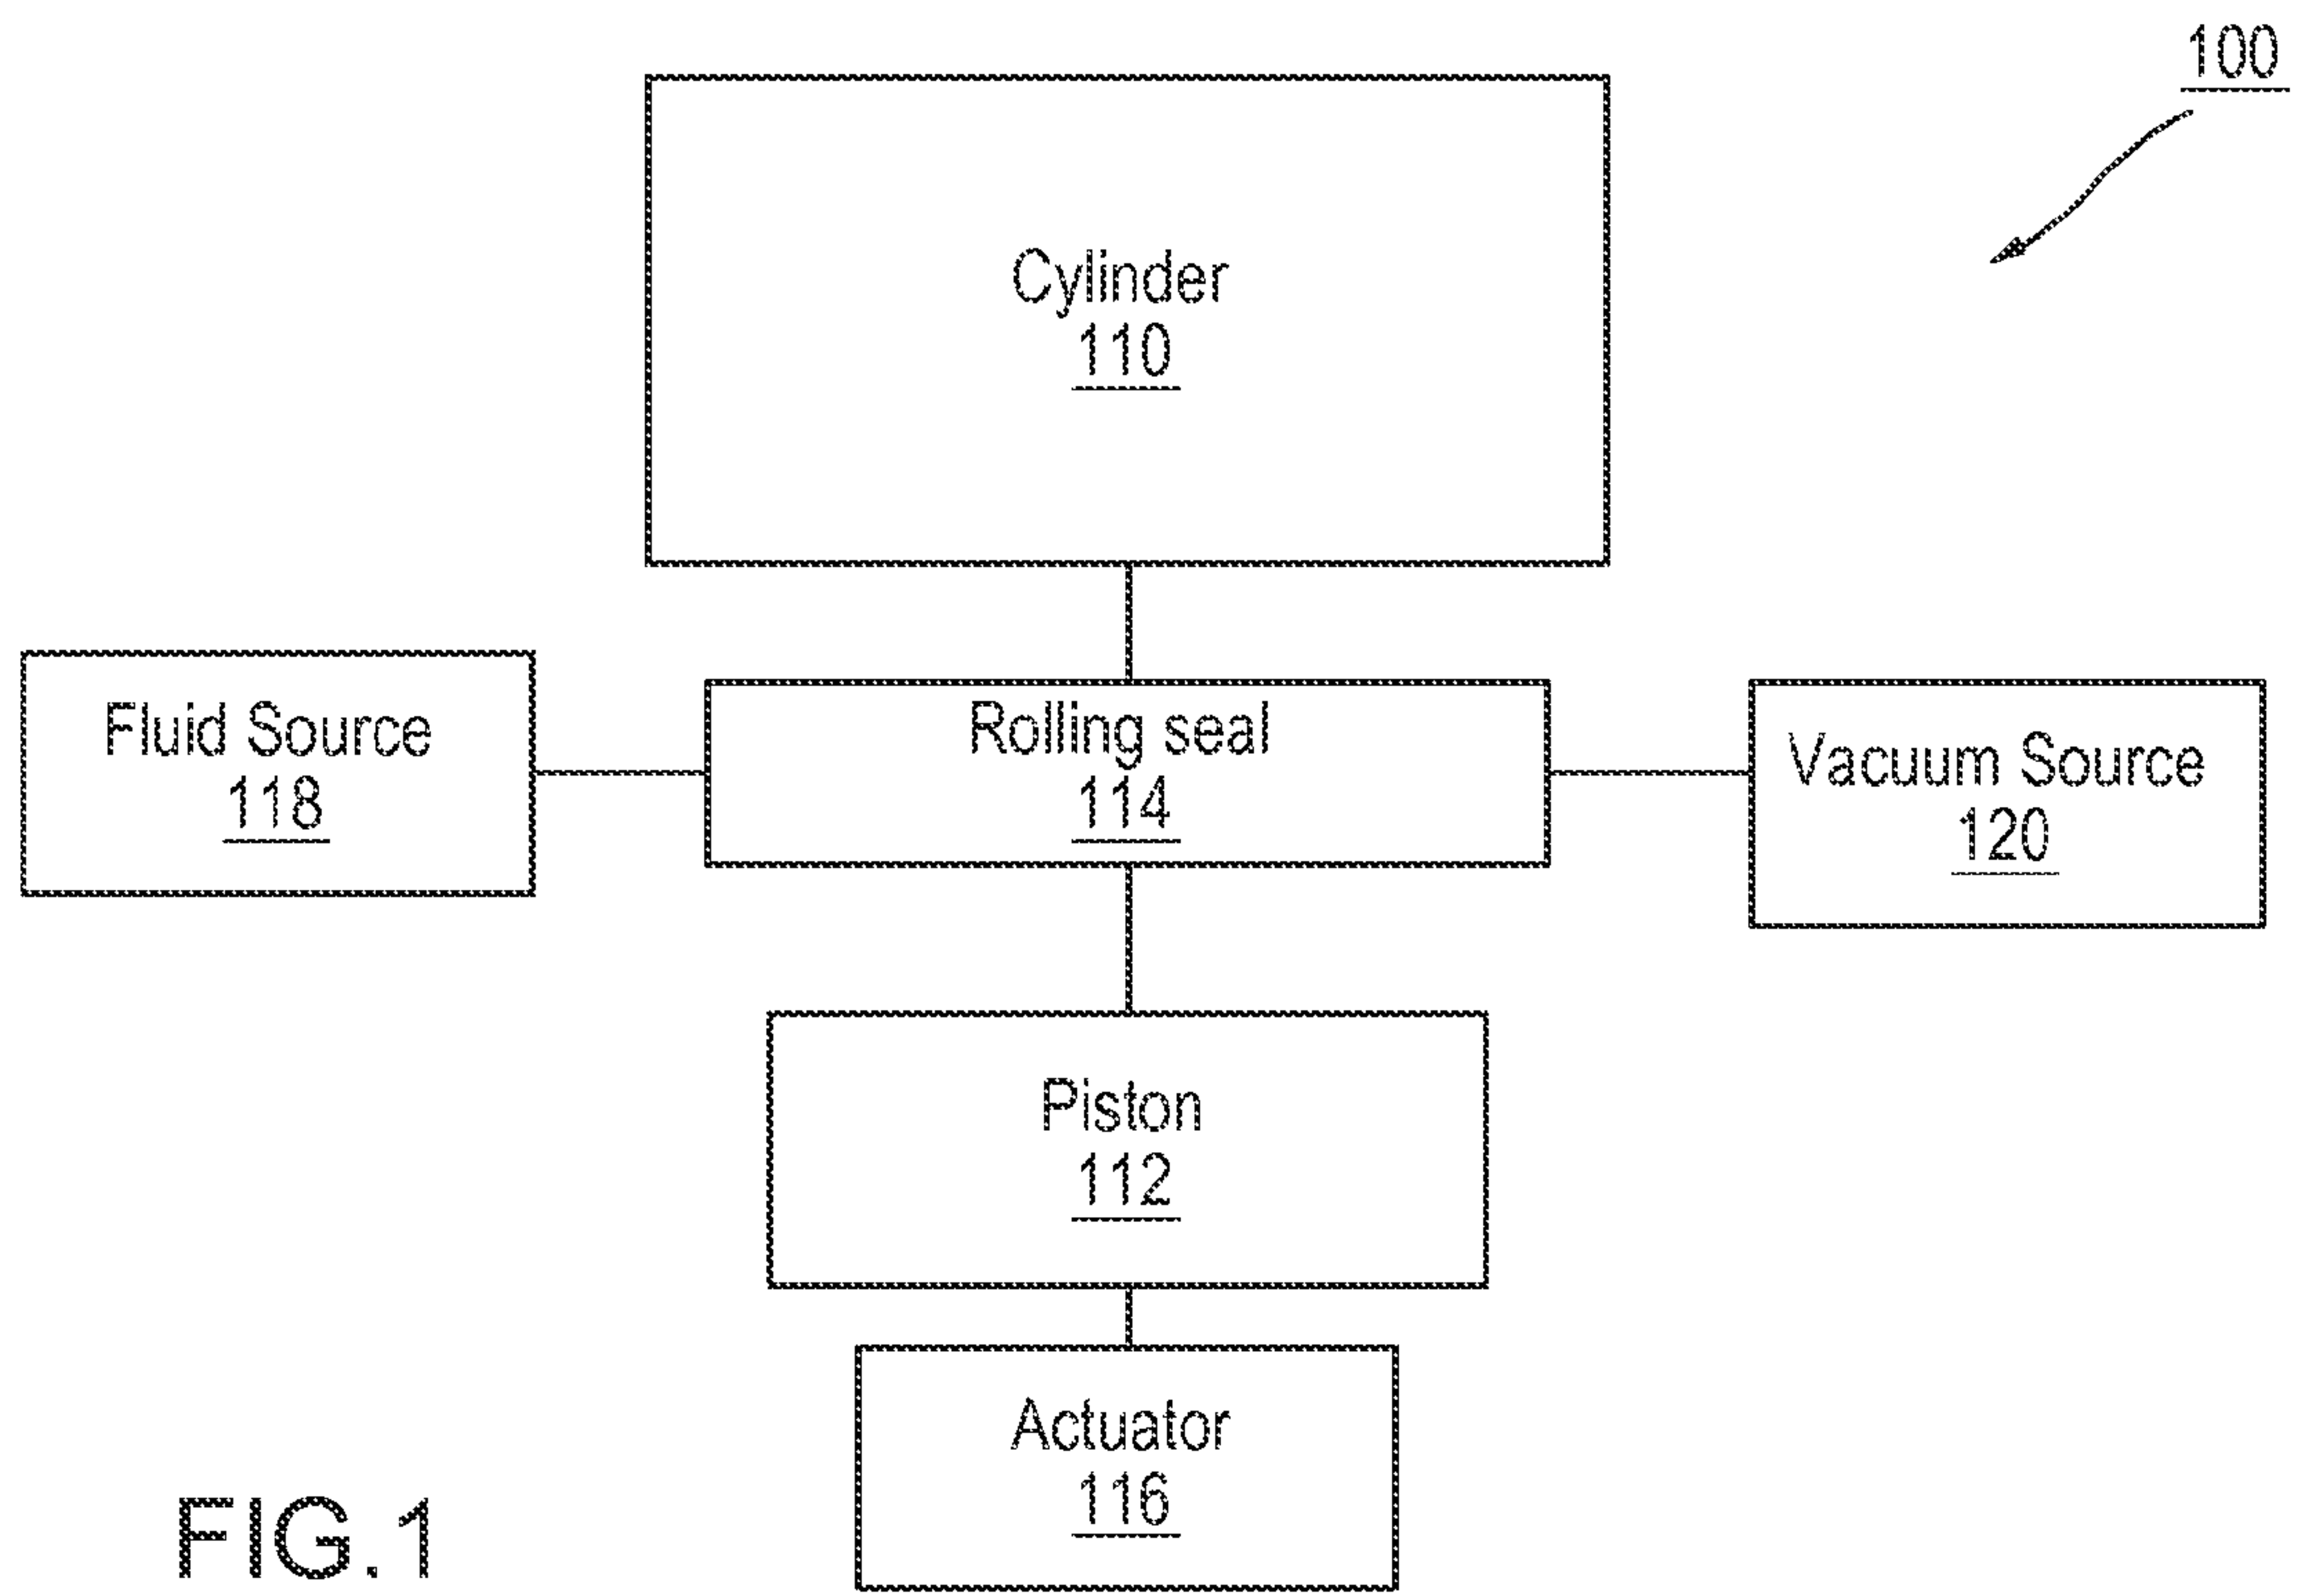 100
Cylinder
110
Fluid Source
118
Rolling seal
114
Vacuum Source
120
Piston
112
Actuator
116
FIG.1